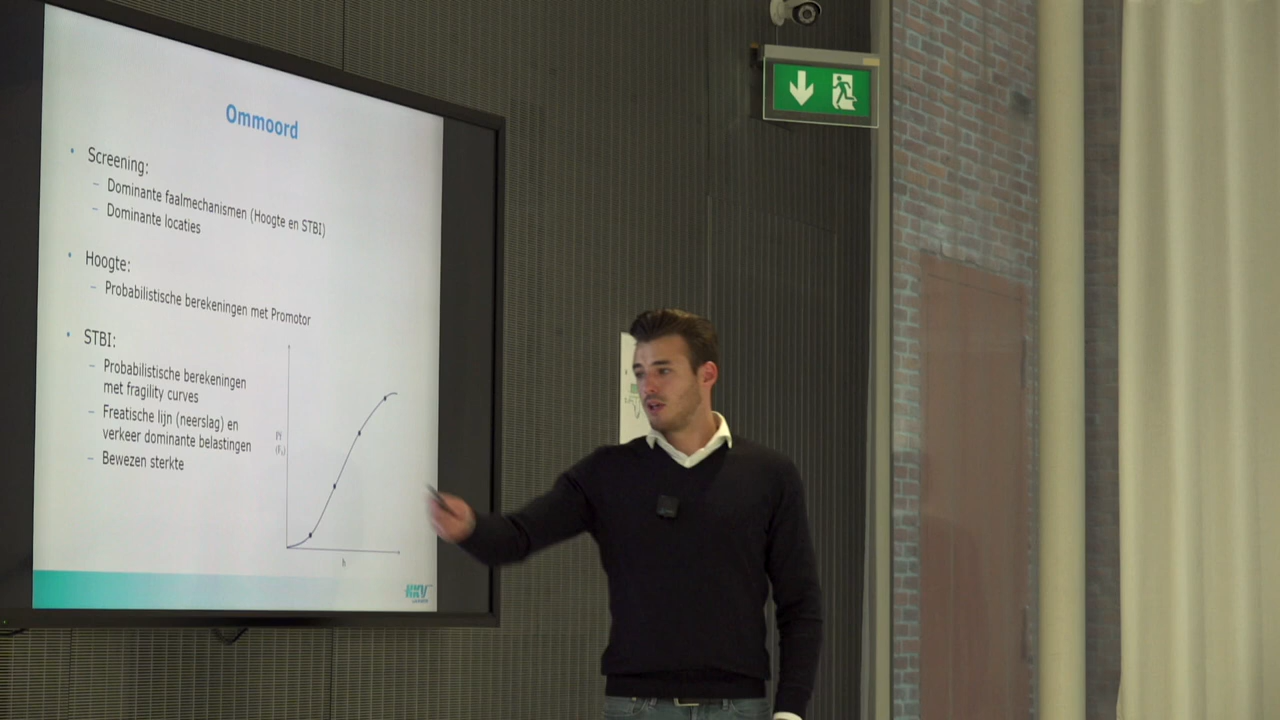 Ommoord
• Screening:
– Dominante faalmechanismen (Hoogte en STBI)
– Dominante locaties
• Hoogte:
– Probabilistische berekeningen met Promotor
• STBI:
– Probabilistische berekeningen
met fragility curves
– Freatische lijn (neerslag) en
verkeer dominante belastingen
– Bewezen sterkte
h
HKV